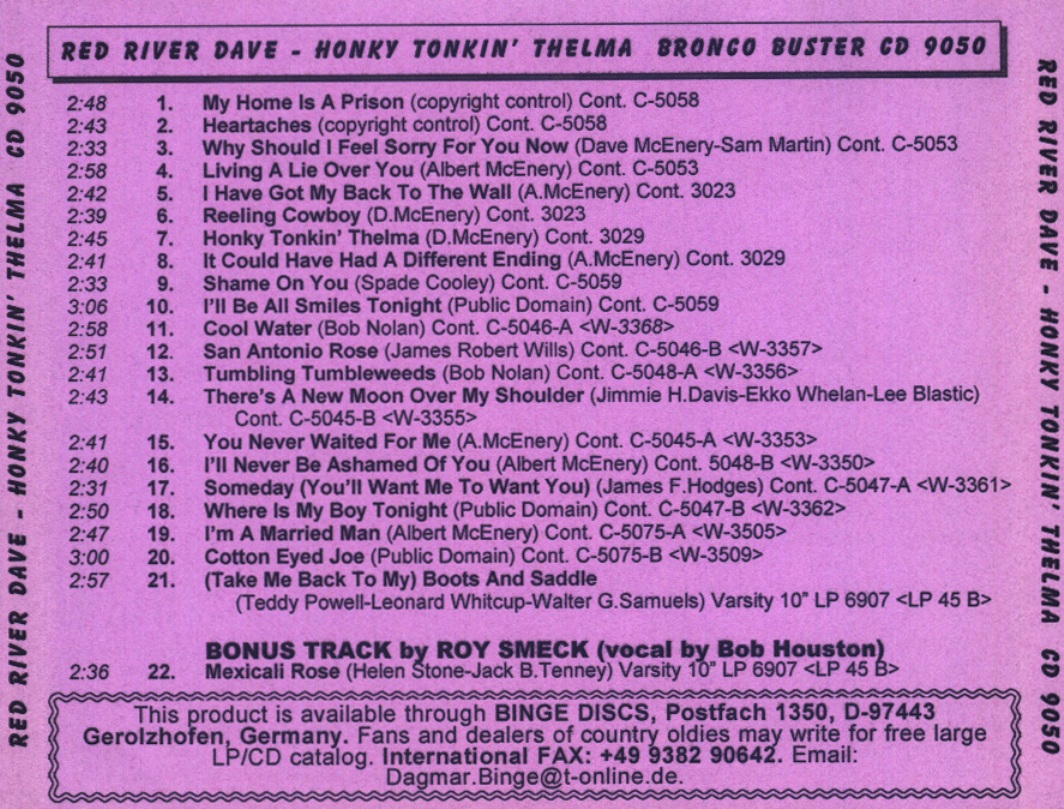 RED RIVER DAVE - HONKY TONKIN' THELMA BRONCO BUSTER CD 9050
2:48 1. My Home Is A Prison (copyright control) Cont. C-5058
2:43 2. Heartaches (copyright control) Cont. C-5058
2:33 3. Why Should I Feel Sorry For You Now (Dave McEnery-Sam Martin) Cont. C-5053
2:58 4. Living A Lie Over You (Albert McEnery) Cont. C-5053
2:42 5. I Have Got My Back To The Wall (A.McEnery) Cont. 3023
2:39 6. Reeling Cowboy (D.McEnery) Cont. 3023
2:45 7. Honky Tonkin' Thelma (D.McEnery) Cont. 3029
2:41 8. It Could Have Had A Different Ending (A.McEnery) Cont. 3029
2:33 9. Shame On You (Spade Cooley) Cont. C-5059
3:06 10. I'll Be All Smiles Tonight (Public Domain) Cont. C-5059
2:58 11. Cool Water (Bob Nolan) Cont. C-5046-A <W-3368>
2:51 12. San Antonio Rose (James Robert Wills) Cont. C-5046-B <W-3357>
2:41 13. Tumbling Tumbleweeds (Bob Nolan) Cont. C-5048-A <W-3356>
2:43 14. There's A New Moon Over My Shoulder (Jimmie H.Davis-Ekko Whelan-Lee Blastic)
Cont. C-5045-B <W-3355>
2:41 15. You Never Waited For Me (A.McEnery) Cont. C-5045-A <W-3353>
2:40 16. I'll Never Be Ashamed Of You (Albert McEnery) Cont. 5048-B <W-3350>
2:31 17. Someday (You'll Want Me To Want You) (James F.Hodges) Cont. C-5047-A <W-3361>
2:50 18. Where Is My Boy Tonight (Public Domain) Cont. C-5047-B <W-3362>
2:47 19. I'm A Married Man (Albert McEnery) Cont. C-5075-A <W-3505>
3:00 20. Cotton Eyed Joe (Public Domain) Cont. C-5075-B <W-3509>
2:57 21. (Take Me Back To My) Boots And Saddle
(Teddy Powell-Leonard Whitcup-Walter G.Samuels) Varsity 10" LP 6907 <LP 45 B>
BONUS TRACK by ROY SMECK (vocal by Bob Houston)
2:36 22. Mexicali Rose (Helen Stone-Jack B.Tenney) Varsity 10" LP 6907 <LP 45 B>
This product is available through BINGE DISCS, Postfach 1350, D-97443
Gerolzhofen, Germany. Fans and dealers of country oldies may write for free large
LP/CD catalog. International FAX: +49 9382 90642. Email:
Dagmar.Binge@t-online.de.
RED RIVER DAVE - HONKY TONKIN' THELMA CD 9050
RED RIVER DAVE - HONKY TONKIN' THELMA CD 9050